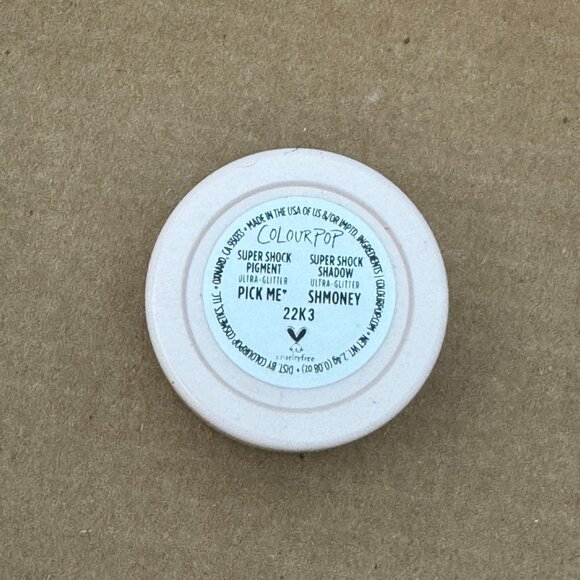 COLOURPOP
SUPER SHOCK PIGMENT
ULTRA-GLITTER
PICK ME♥
SUPER SHOCK SHADOW
ULTRA-GLITTER
SHMONEY
22K3
crueltyfree
• MADE IN THE USA OF US &/OR IMPTD. INGREDIENTS | COLOURPOP.COM • NET WT. 2.4g (0.08 oz) • DIST. BY COLOURPOP COSMETICS, LLC • OXNARD, CA 93033